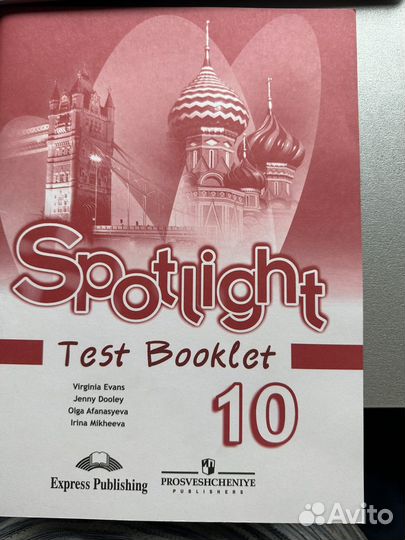 Spotlight
Test Booklet
Virginia Evans
Jenny Dooley
Olga Afanasyeva
Irina Mikheeva
10
Express Publishing
PROSVESHCHENIYE
PUBLISHERS
Avito